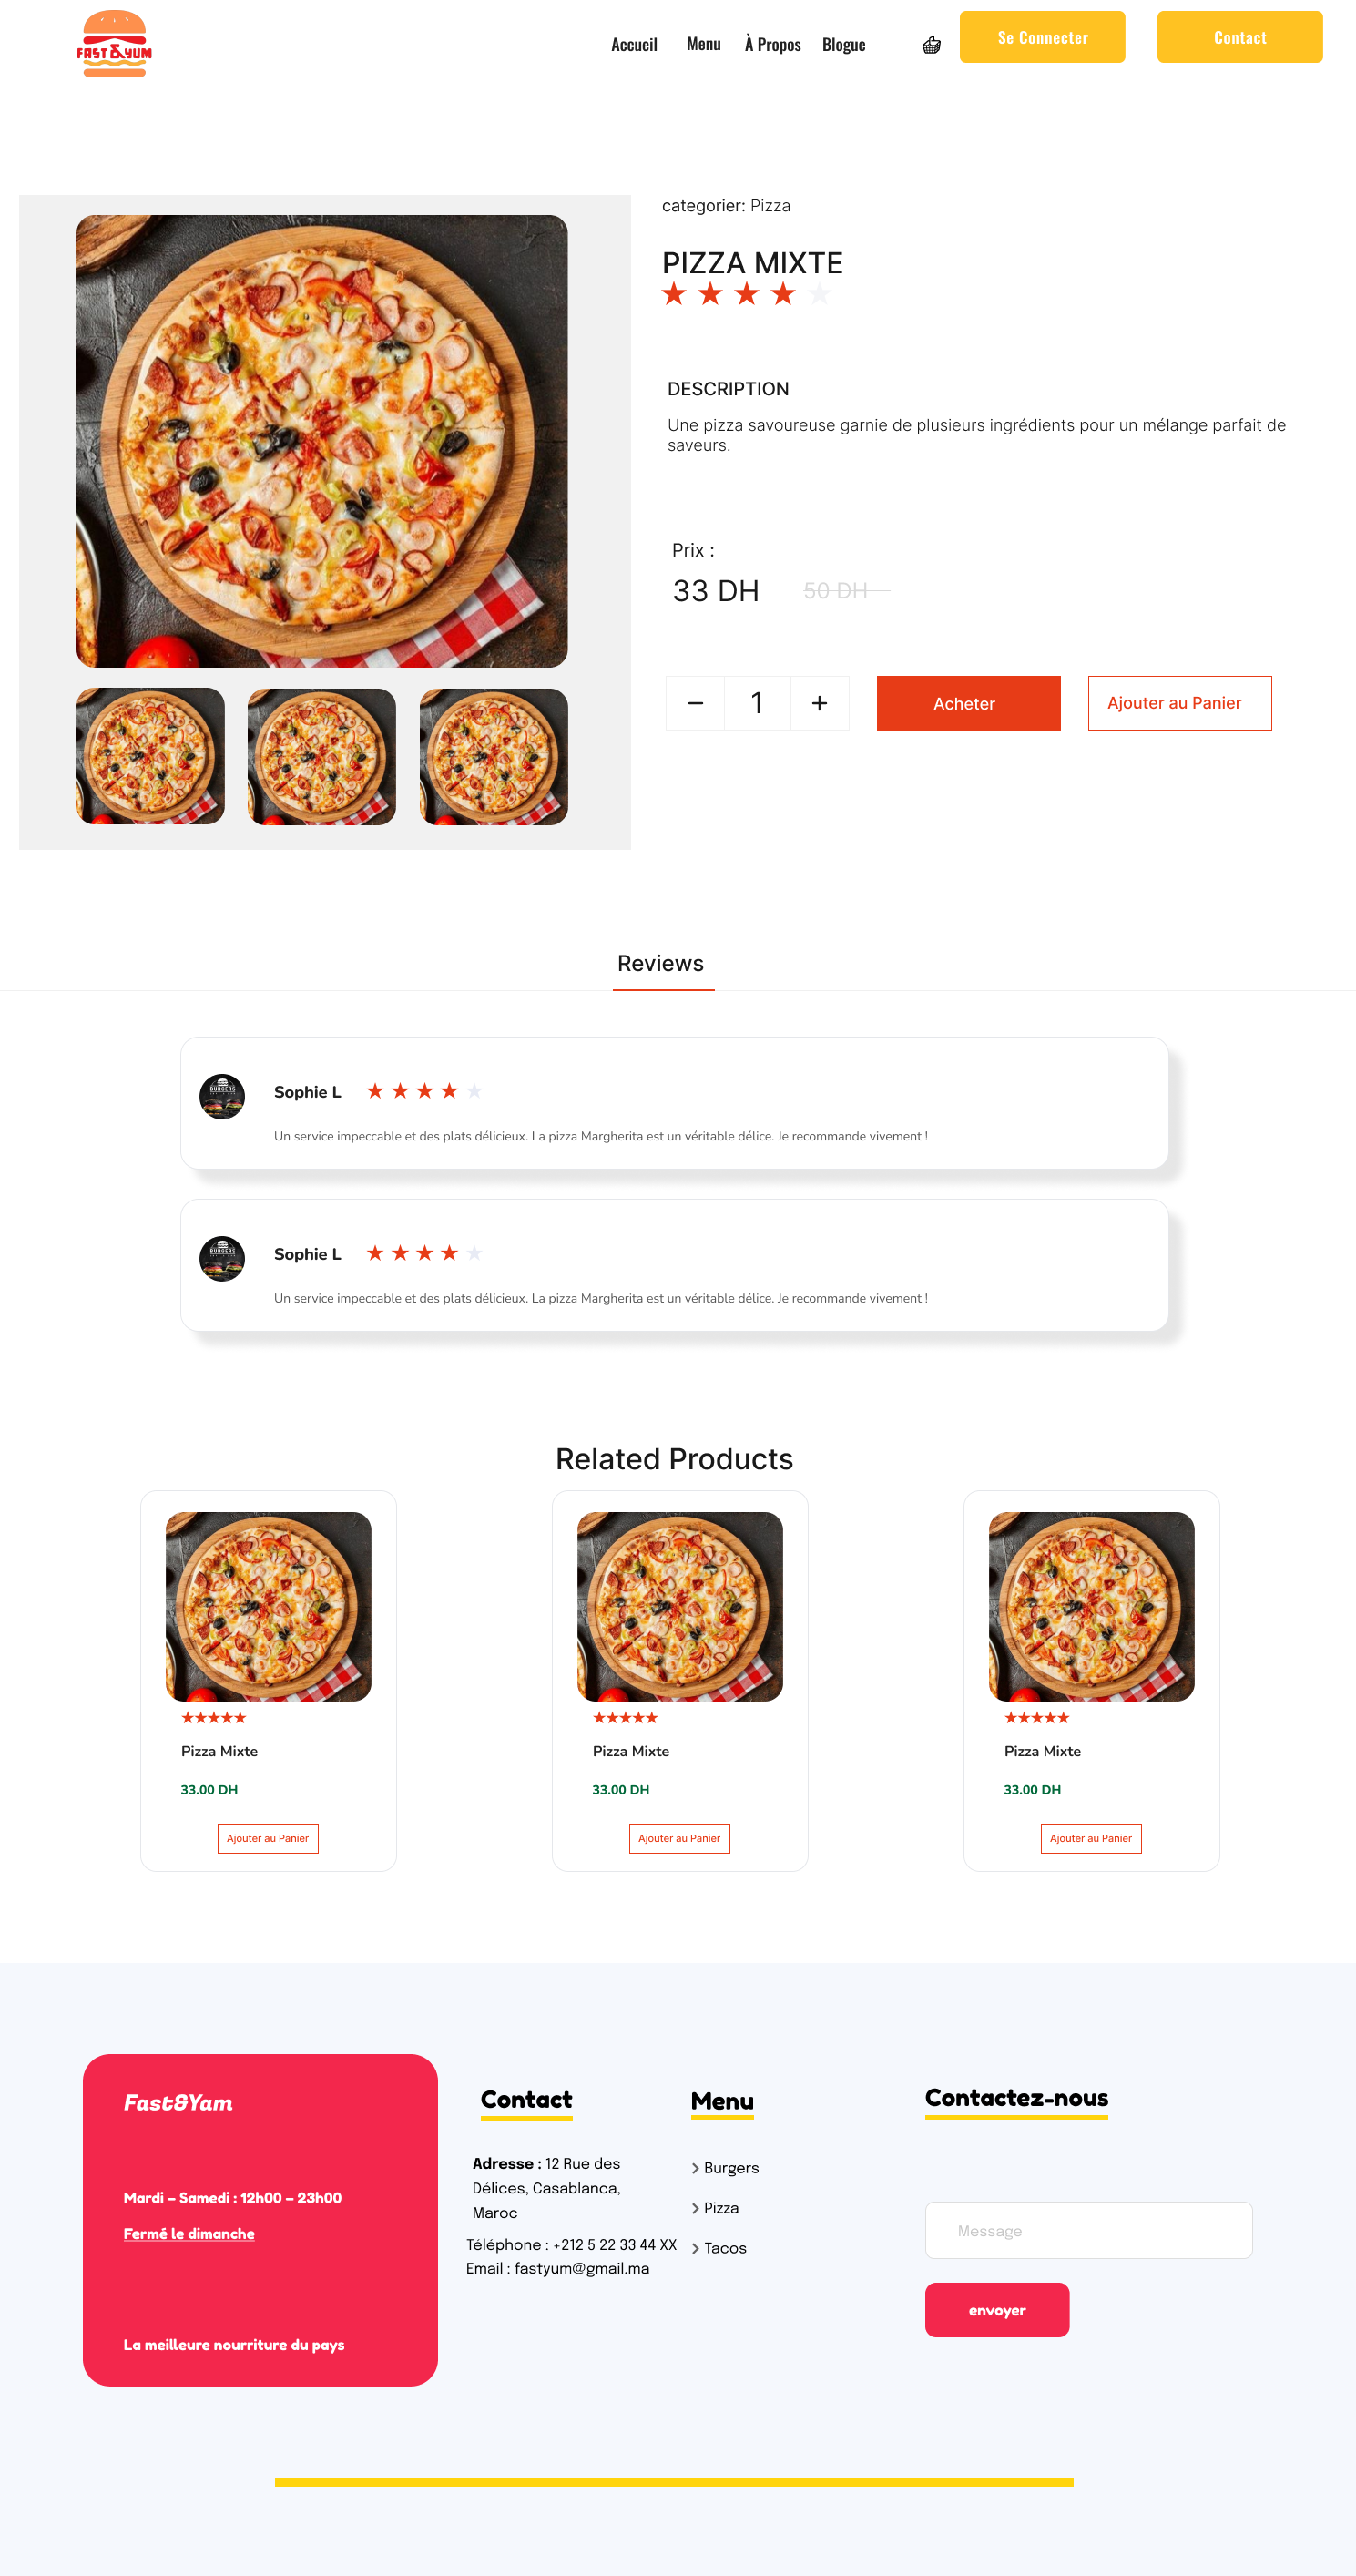 FAST & YUM
Accueil
Menu
À Propos
Blogue
Se Connecter
Contact
categorier: Pizza
PIZZA MIXTE
DESCRIPTION
Une pizza savoureuse garnie de plusieurs ingrédients pour un mélange parfait de
saveurs.
Prix :
33 DH
50 DH
1
Acheter
Ajouter au Panier
Reviews
BURGERS
Sophie L
Un service impeccable et des plats délicieux. La pizza Margherita est un véritable délice. Je recommande vivement !
BURGERS
Sophie L
Un service impeccable et des plats délicieux. La pizza Margherita est un véritable délice. Je recommande vivement !
Related Products
Pizza Mixte
33.00 DH
Ajouter au Panier
Pizza Mixte
33.00 DH
Ajouter au Panier
Pizza Mixte
33.00 DH
Ajouter au Panier
Fast&Yam
Mardi – Samedi : 12h00 – 23h00
Fermé le dimanche
La meilleure nourriture du pays
Contact
Adresse : 12 Rue des
Délices, Casablanca,
Maroc
Téléphone : +212 5 22 33 44 XX
Email : fastyum@gmail.ma
Menu
Burgers
Pizza
Tacos
Contactez-nous
Message
envoyer